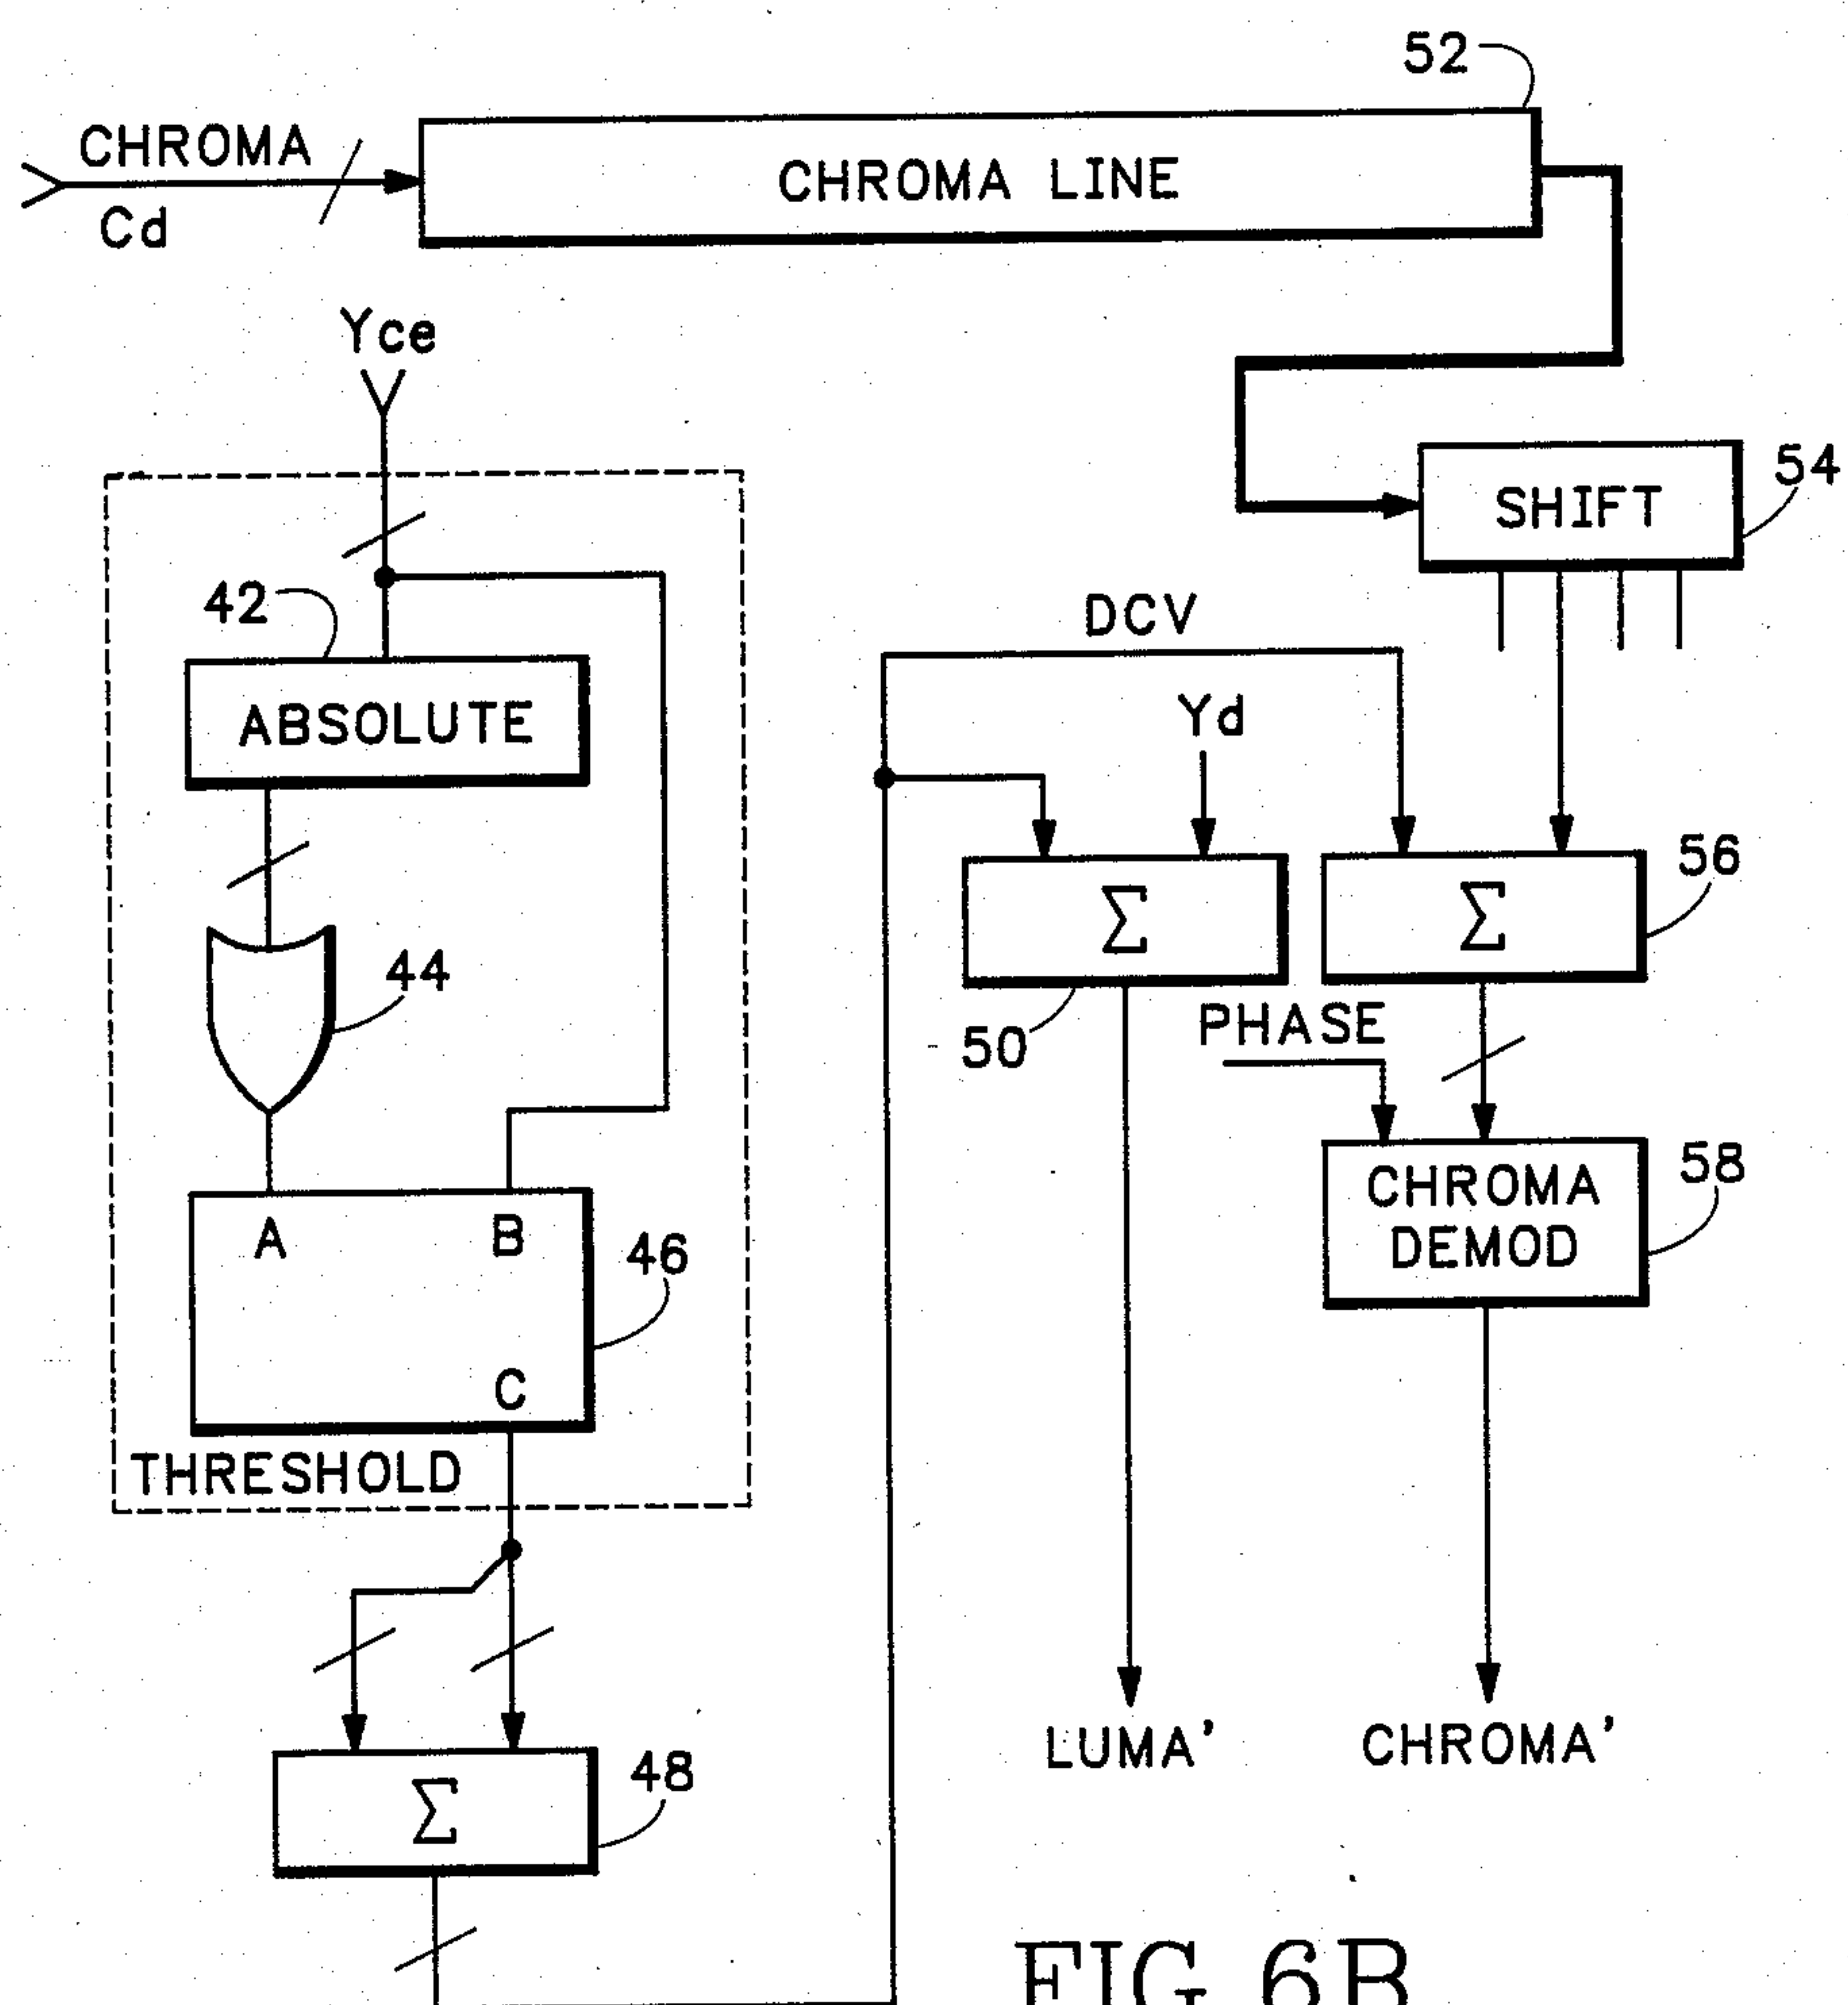 52
CHROMA
CHROMA LINE
Cd
Yce
54
SHIFT
42
DCV
Yd
ABSOLUTE
56
Σ
Σ
44
50
PHASE
58
CHROMA
DEMOD
A
B
46
C
THRESHOLD
LUMA'
CHROMA'
48
Σ
FIG 6B